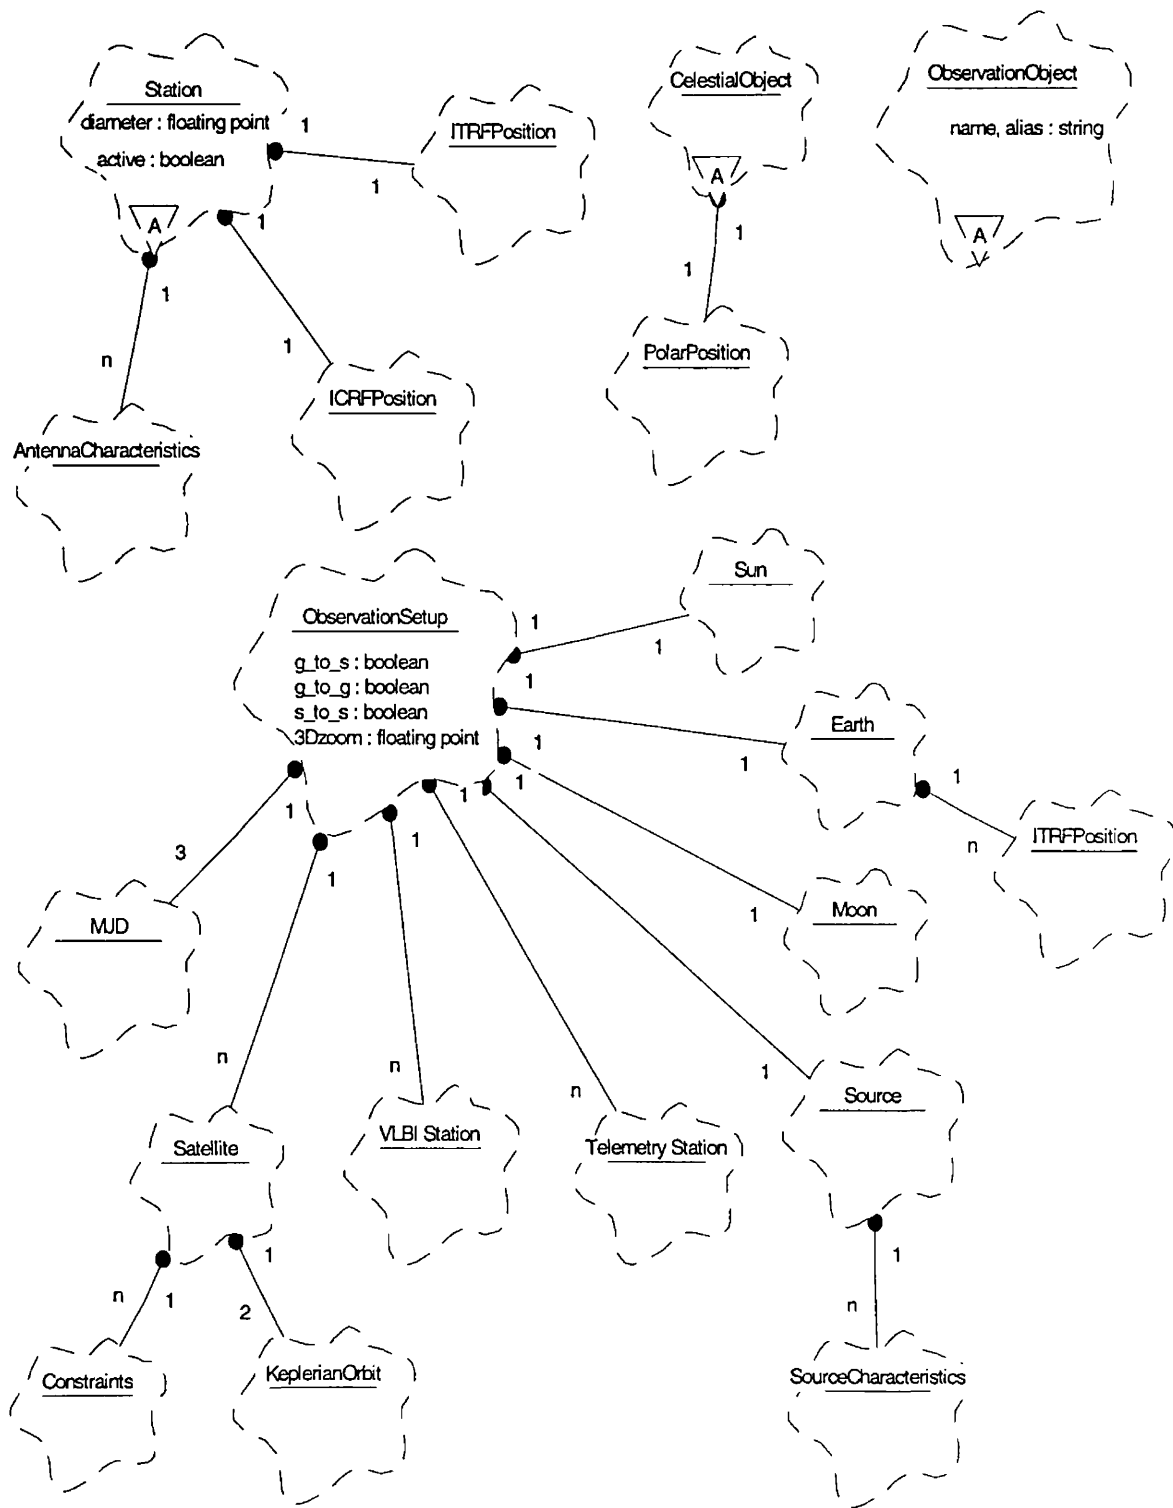 Station
diameter : floating point
active : boolean
A
1
1
ITRFPosition
1
1
ICRFPosition
1
n
AntennaCharacteristics
CelestialObject
A
1
1
PolarPosition
ObservationObject
name, alias : string
A
ObservationSetup
g_to_s : boolean
g_to_g : boolean
s_to_s : boolean
3Dzoom : floating point
1
1
Sun
1
1
Earth
1
n
ITRFPosition
1
1
Moon
1
1
Source
1
n
SourceCharacteristics
1
n
Telemetry Station
1
n
VLBI Station
1
n
Satellite
1
n
Constraints
1
2
KeplerianOrbit
1
3
MJD